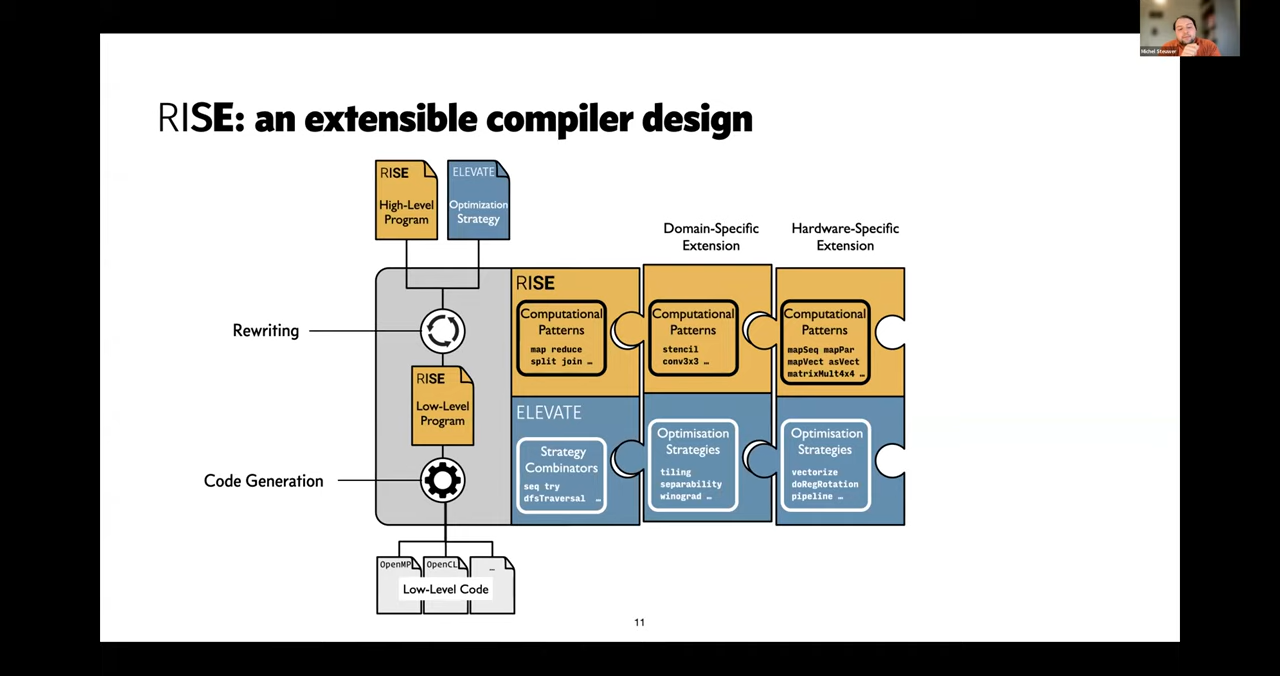 Michel Steuwer
RISE: an extensible compiler design
RISE
High-Level
Program
ELEVATE
Optimization
Strategy
Domain-Specific
Extension
Hardware-Specific
Extension
Rewriting
RISE
Low-Level
Program
Code Generation
RISE
Computational
Patterns
map reduce
split join …
Computational
Patterns
stencil
conv3x3 …
Computational
Patterns
mapSeq mapPar
mapVect asVect
matrixMult4x4 …
ELEVATE
Strategy
Combinators
seq try
dfsTraversal …
Optimisation
Strategies
tiling
separability
winograd …
Optimisation
Strategies
vectorize
doRegRotation
pipeline …
OpenMP
OpenCL
…
Low-Level Code
11